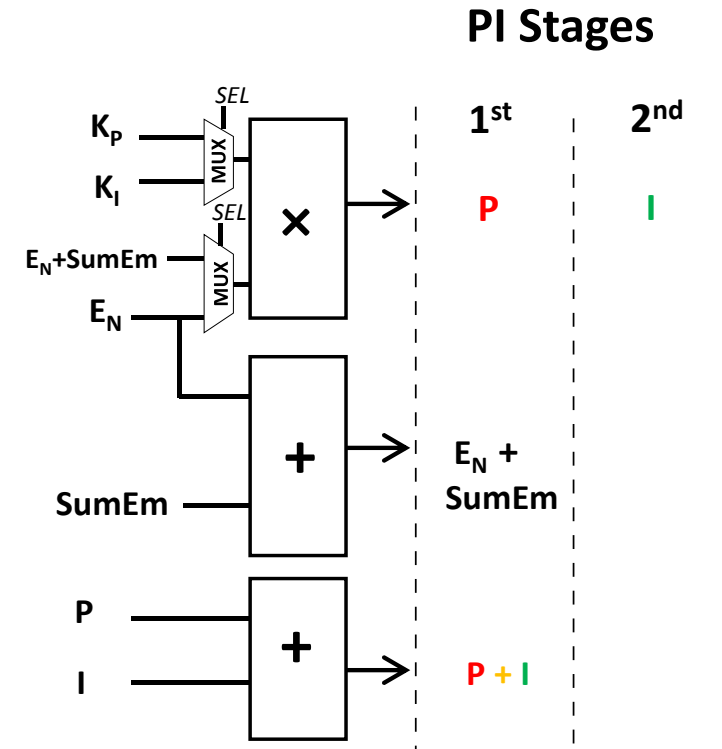 PI Stages
1st
2nd
SEL
KP
MUX
KI
P
I
SEL
×
EN+SumEm
MUX
EN
+
EN +
SumEm
SumEm
P
+
I
P + I